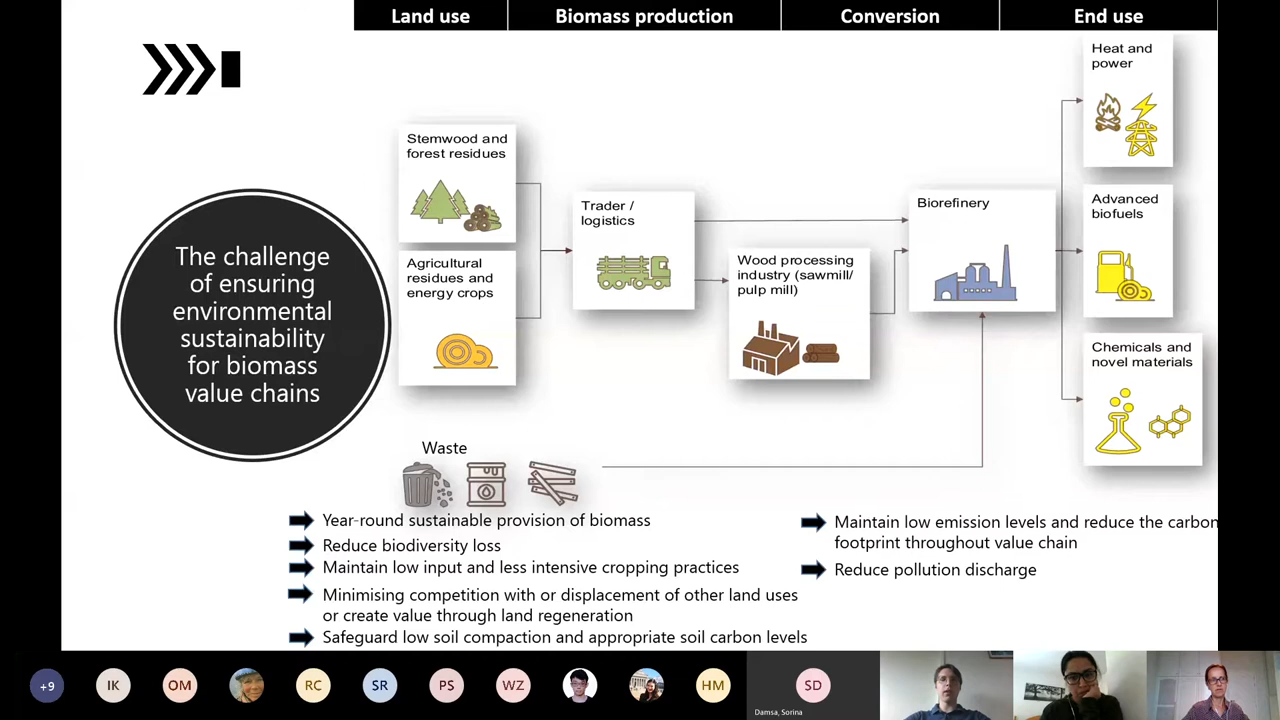 Land use
Biomass production
Conversion
End use
The challenge
of ensuring
environmental
sustainability
for biomass
value chains
Stemwood and
forest residues
Agricultural
residues and
energy crops
Trader /
logistics
Wood processing
industry (sawmill/
pulp mill)
Biorefinery
Heat and
power
Advanced
biofuels
Chemicals and
novel materials
Waste
Year-round sustainable provision of biomass
Reduce biodiversity loss
Maintain low input and less intensive cropping practices
Minimising competition with or displacement of other land uses
or create value through land regeneration
Safeguard low soil compaction and appropriate soil carbon levels
Maintain low emission levels and reduce the carbon
footprint throughout value chain
Reduce pollution discharge
+9
IK
OM
RC
SR
PS
WZ
HM
SD
Damsa, Sorina